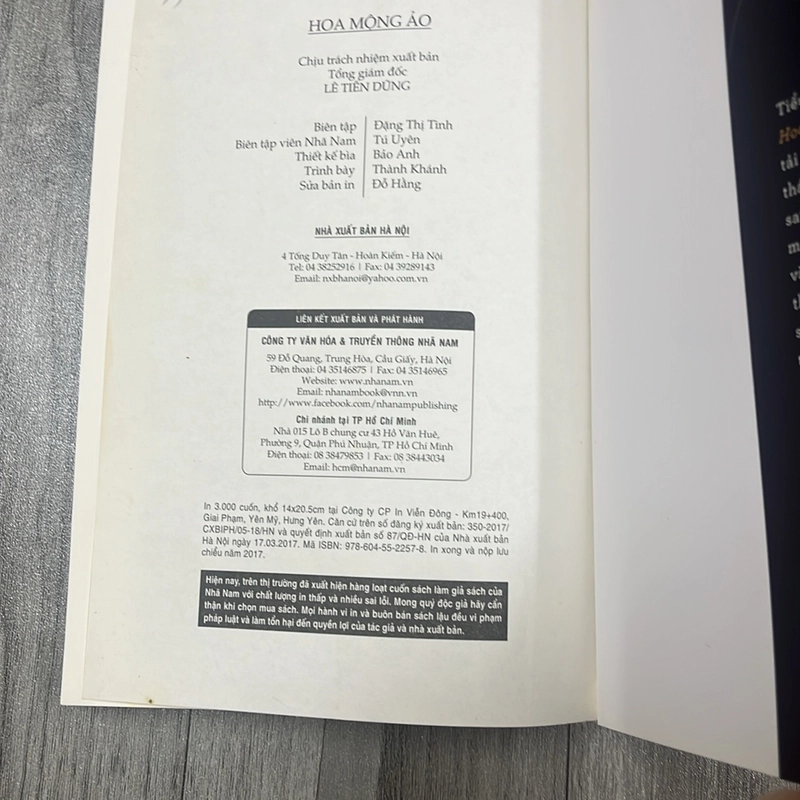 HOA MỘNG ẢO
Chịu trách nhiệm xuất bản
Tổng giám đốc
LÊ TIẾN DŨNG
Biên tập | Đặng Thị Tình
Biên tập viên Nhã Nam | Tú Uyên
Thiết kế bìa | Bảo Anh
Trình bày | Thành Khánh
Sửa bản in | Đỗ Hằng
NHÀ XUẤT BẢN HÀ NỘI
4 Tống Duy Tân - Hoàn Kiếm - Hà Nội
Tel: 04 38252916 | Fax: 04 39289143
Email: nxbhanoi@yahoo.com.vn
LIÊN KẾT XUẤT BẢN VÀ PHÁT HÀNH
CÔNG TY VĂN HÓA & TRUYỀN THÔNG NHÃ NAM
59 Đỗ Quang, Trung Hòa, Cầu Giấy, Hà Nội
Điện thoại: 04 35146875 | Fax: 04 35146965
Website: www.nhanam.vn
Email: nhanambook@vnn.vn
http://www.facebook.com/nhanampublishing
Chi nhánh tại TP Hồ Chí Minh
Nhà 015 Lô B chung cư 43 Hồ Văn Huê,
Phường 9, Quận Phú Nhuận, TP Hồ Chí Minh
Điện thoại: 08 38479853 | Fax: 08 38443034
Email: hcm@nhanam.vn
In 3.000 cuốn, khổ 14x20.5cm tại Công ty CP In Viễn Đông - Km19+400,
Giai Phạm, Yên Mỹ, Hưng Yên. Căn cứ trên số đăng ký xuất bản: 350-2017/
CXBIPH/05-18/HN và quyết định xuất bản số 87/QĐ-HN của Nhà xuất bản
Hà Nội ngày 17.03.2017. Mã ISBN: 978-604-55-2257-8. In xong và nộp lưu
chiểu năm 2017.
Hiện nay, trên thị trường đã xuất hiện hàng loạt cuốn sách làm giả sách của
Nhã Nam với chất lượng in thấp và nhiều sai lỗi. Mong quý độc giả hãy cẩn
thận khi chọn mua sách. Mọi hành vi in và buôn bán sách lậu đều vi phạm
pháp luật và làm tổn hại đến quyền lợi của tác giả và nhà xuất bản.